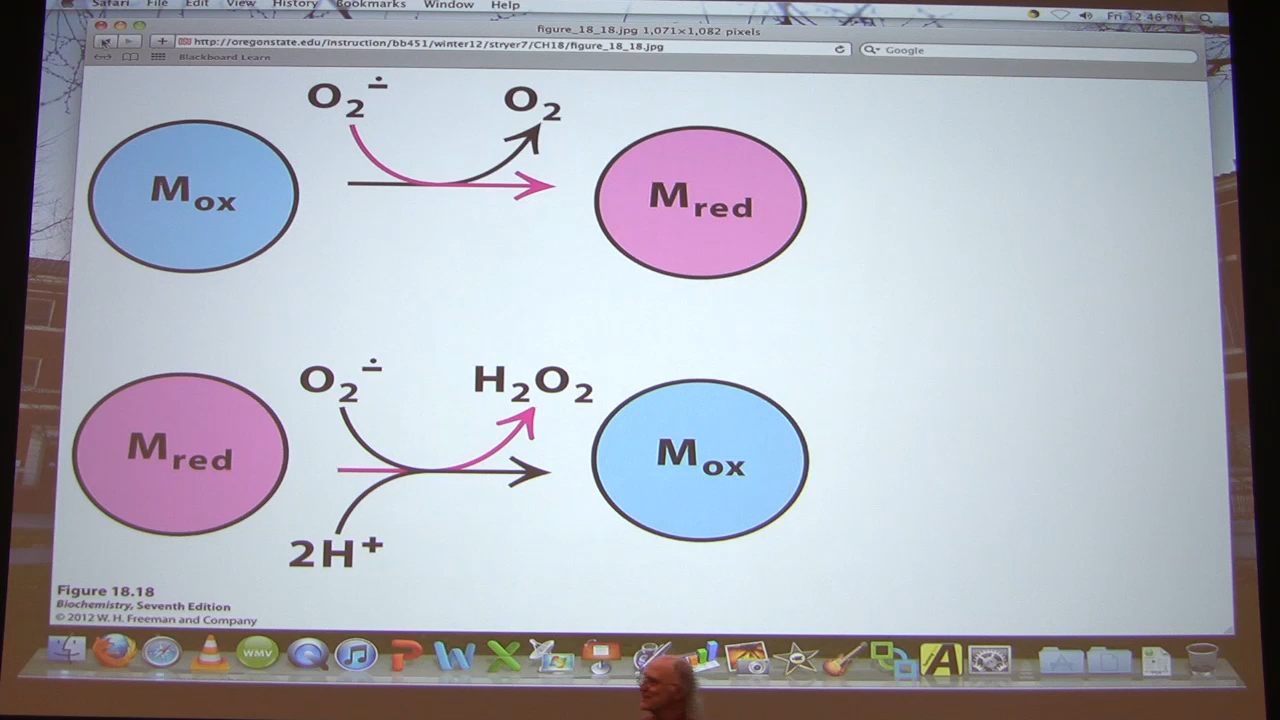 Safari File Edit View History Bookmarks Window Help Fri 12:46 PM
figure_18_18.jpg 1,071×1,082 pixels
http://oregonstate.edu/instruction/bb451/winter12/stryer7/CH18/figure_18_18.jpg Google
Blackboard Learn
O₂∸ O₂
Mox Mred
O₂∸ H₂O₂
Mred Mox
2H⁺
Figure 18.18
Biochemistry, Seventh Edition
© 2012 W. H. Freeman and Company
WMV